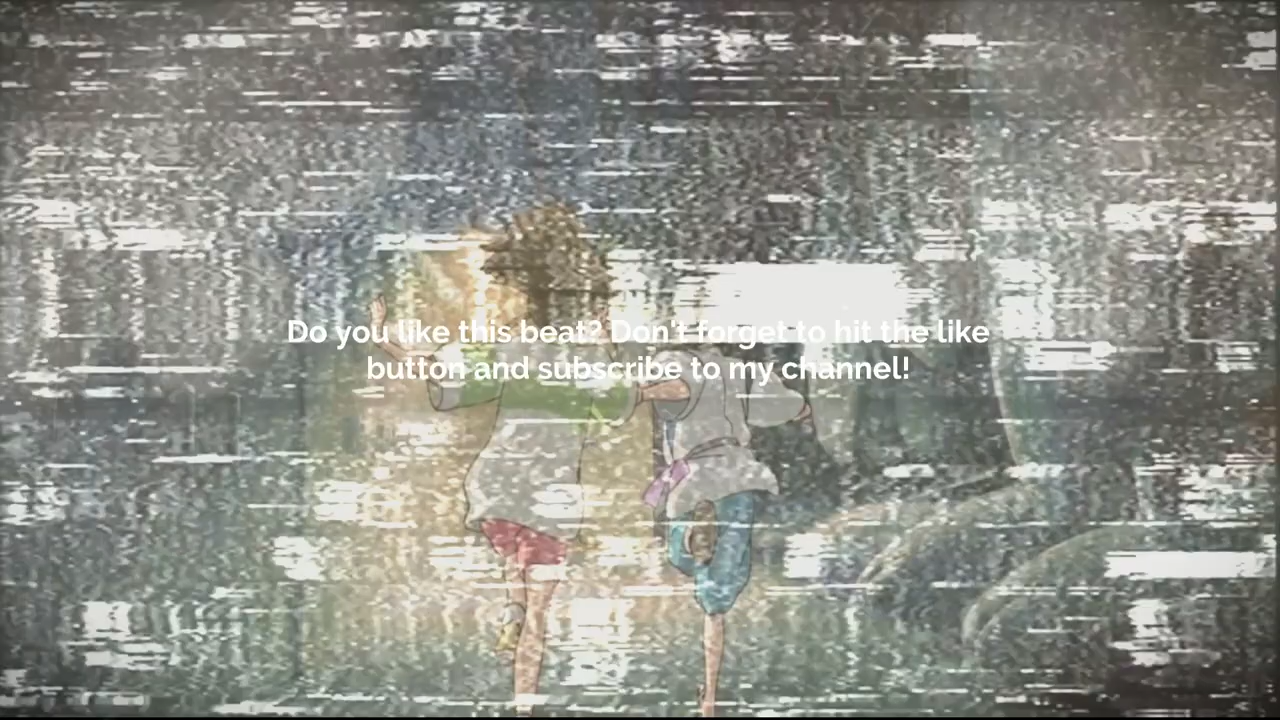 Do you like this beat? Don't forget to hit the like
button and subscribe to my channel!